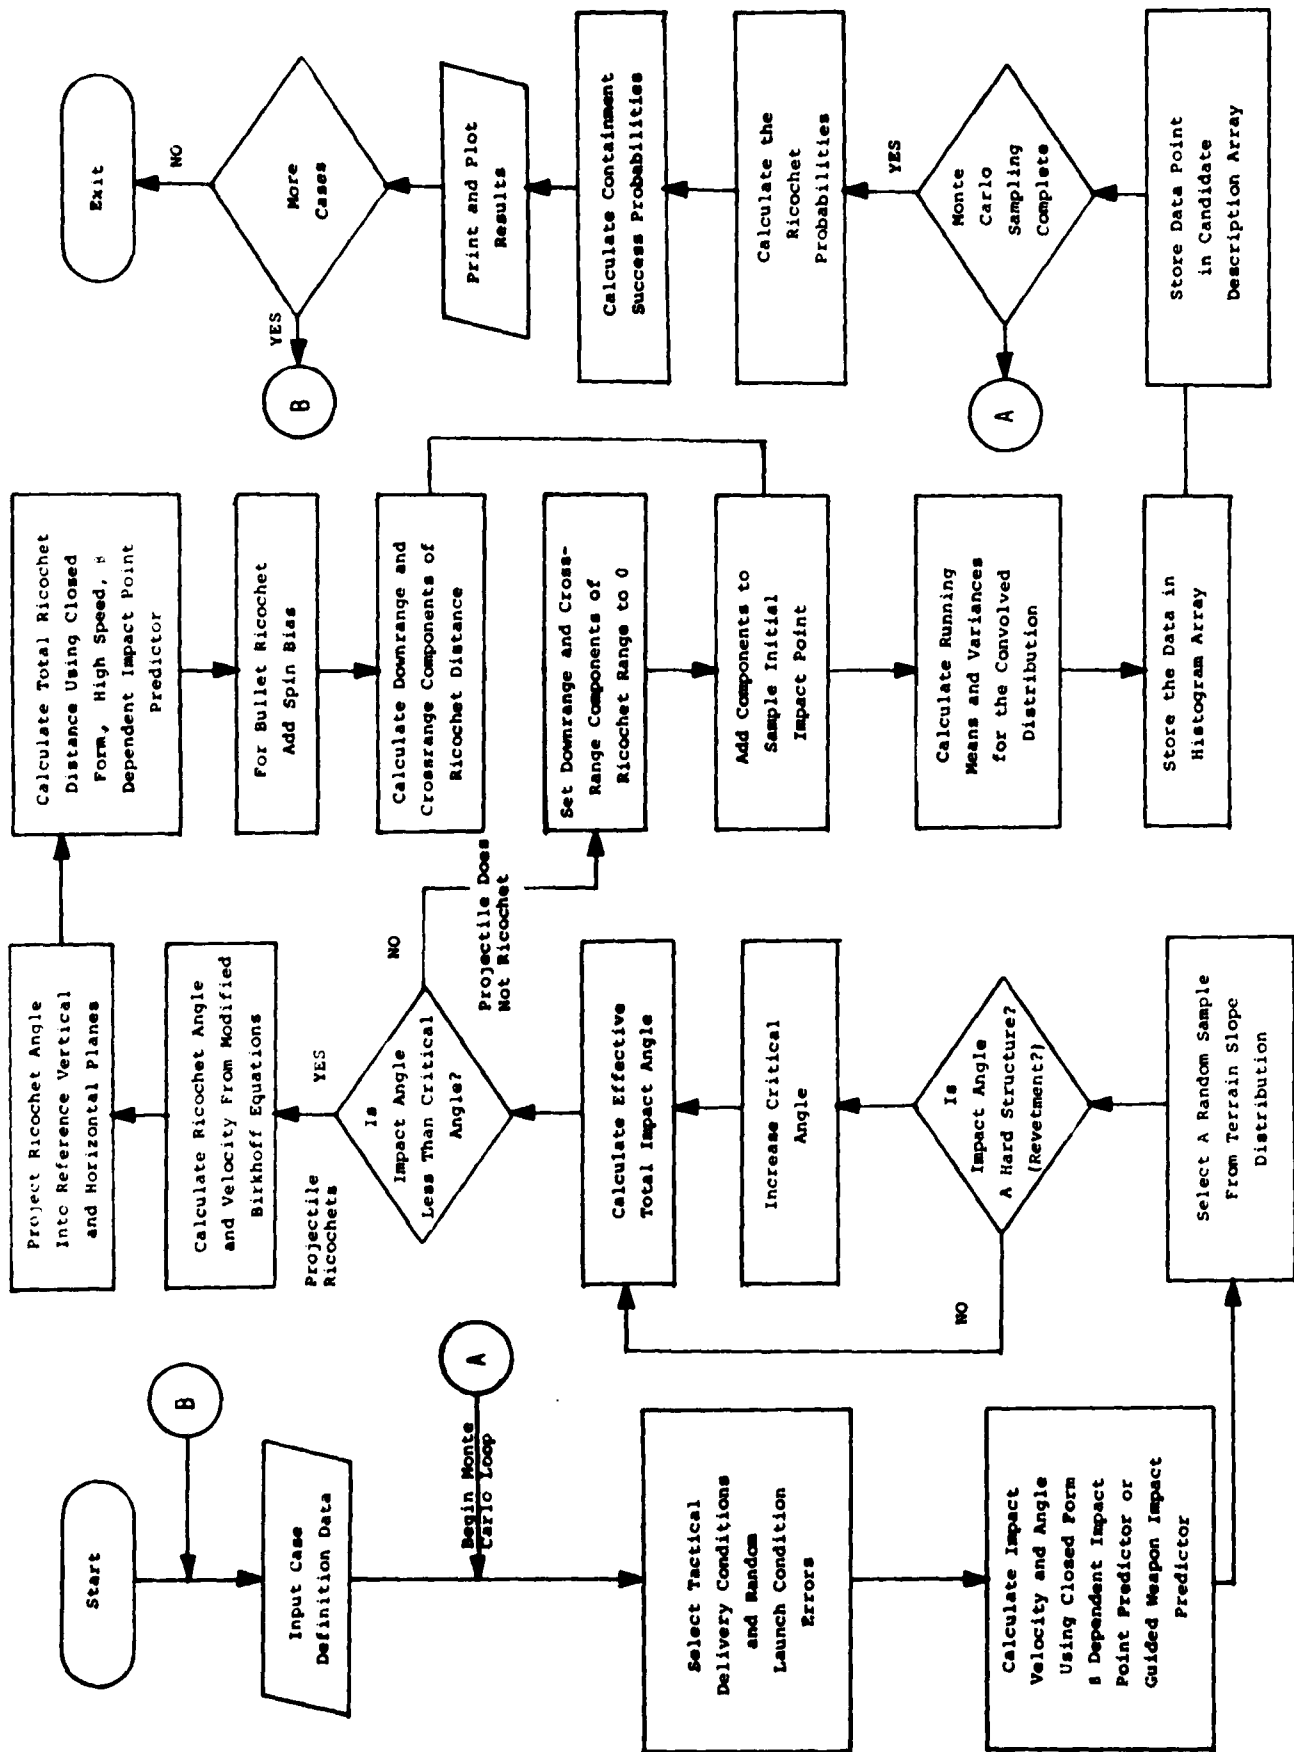 Start
B
Input Case
Definition Data
Begin Monte
Carlo Loop
A
Select Tactical
Delivery Conditions
and Random
Launch Condition
Errors
Calculate Impact
Velocity and Angle
Using Closed Form
Dependent Impact
Point Predictor or
Guided Weapon Impact
Predictor
Select A Random Sample
From Terrain Slope
Distribution
Is
Impact Angle
A Hard Structure?
(Revetment?)
NO
Increase Critical
Angle
Calculate Effective
Total Impact Angle
Is
Impact Angle
Less Than Critical
Angle?
YES
Projectile
Ricochets
NO
Projectile Does
Not Ricochet
Calculate Ricochet Angle
and Velocity From Modified
Birkhoff Equations
Project Ricochet Angle
Into Reference Vertical
and Horizontal Planes
Calculate Total Ricochet
Distance Using Closed
Form, High Speed,
Dependent Impact Point
Predictor
For Bullet Ricochet
Add Spin Bias
Calculate Downrange and
Crossrange Components of
Ricochet Distance
Set Downrange and Cross-
Range Components of
Ricochet Range to 0
Add Components to
Sample Initial
Impact Point
Calculate Running
Means and Variances
for the Convolved
Distribution
Store the Data in
Histogram Array
Store Data Point
in Candidate
Description Array
Monte
Carlo
Sampling
Complete
A
YES
Calculate the
Ricochet
Probabilities
Calculate Containment
Success Probabilities
Print and Plot
Results
More
Cases
YES
B
NO
Exit